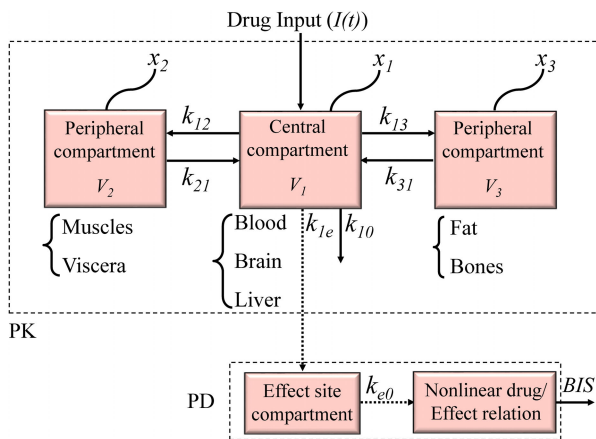 Drug Input (I(t))
x2
x1
x3
Peripheral
compartment
V2
k12
k21
Central
compartment
V1
k13
k31
Peripheral
compartment
V3
Muscles
Viscera
Blood
Brain
Liver
k1e
k10
Fat
Bones
PK
PD
Effect site
compartment
ke0
Nonlinear drug/
Effect relation
BIS